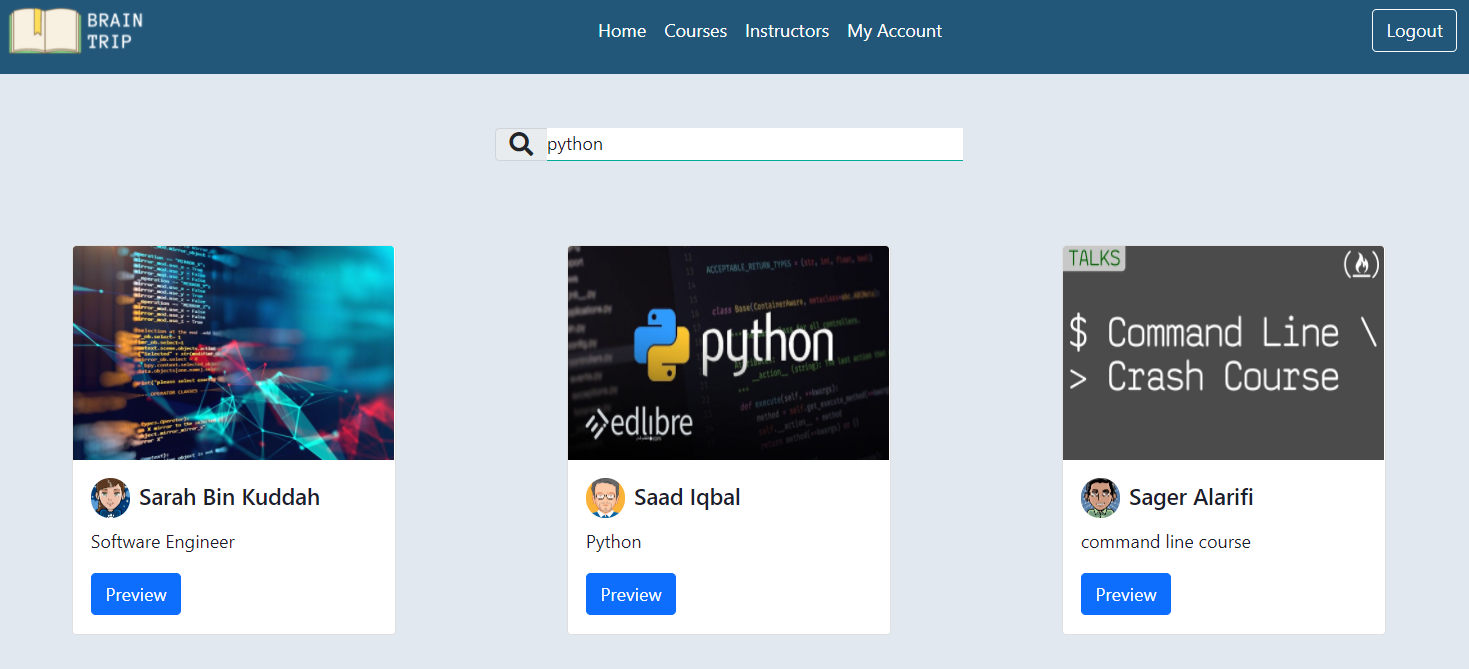 BRAIN
TRIP
Home Courses Instructors My Account
Logout
python
python
edlibre
TALKS
$ Command Line \
> Crash Course
Sarah Bin Kuddah
Software Engineer
Preview
Saad Iqbal
Python
Preview
Sager Alarifi
command line course
Preview